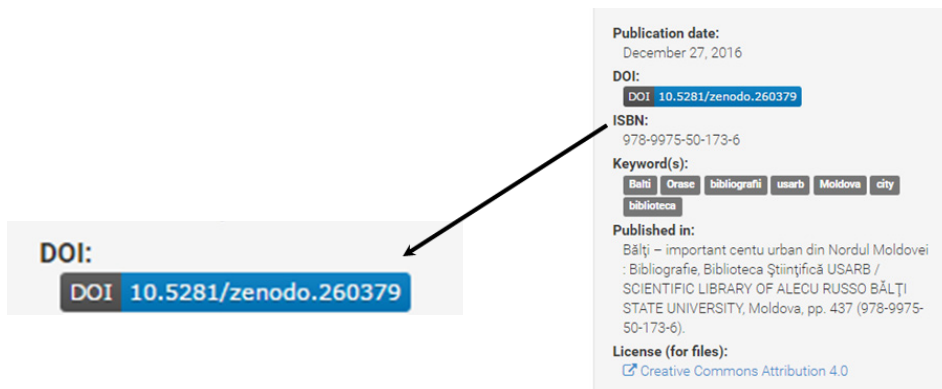 Publication date:
December 27, 2016
DOI:
DOI 10.5281/zenodo.260379
ISBN:
978-9975-50-173-6
Keyword(s):
Balti Orase bibliografii usarb Moldova city
biblioteca
Published in:
Bălţi – important centu urban din Nordul Moldovei
: Bibliografie, Biblioteca Ştiinţifică USARB /
SCIENTIFIC LIBRARY OF ALECU RUSSO BĂLŢI
STATE UNIVERSITY, Moldova, pp. 437 (978-9975-
50-173-6).
License (for files):
Creative Commons Attribution 4.0
DOI:
DOI 10.5281/zenodo.260379